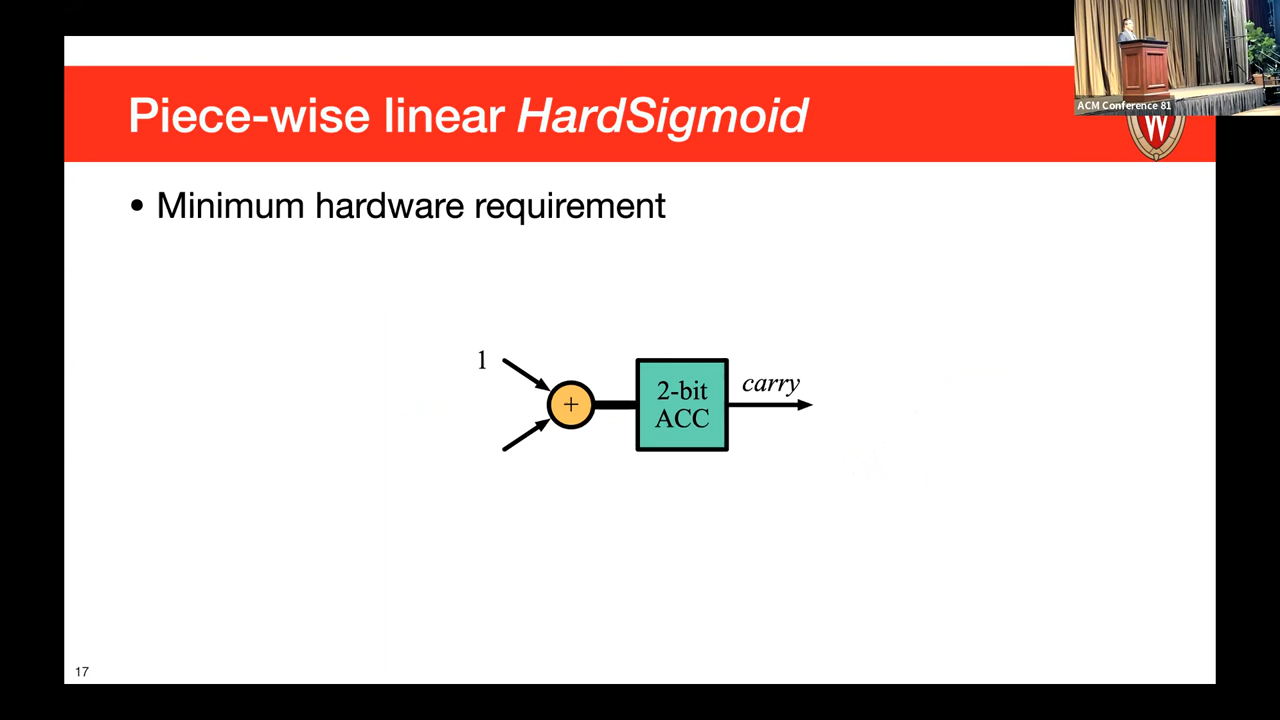 ACM Conference 81
Piece-wise linear HardSigmoid
W
• Minimum hardware requirement
1
+
2-bit
ACC
carry
17